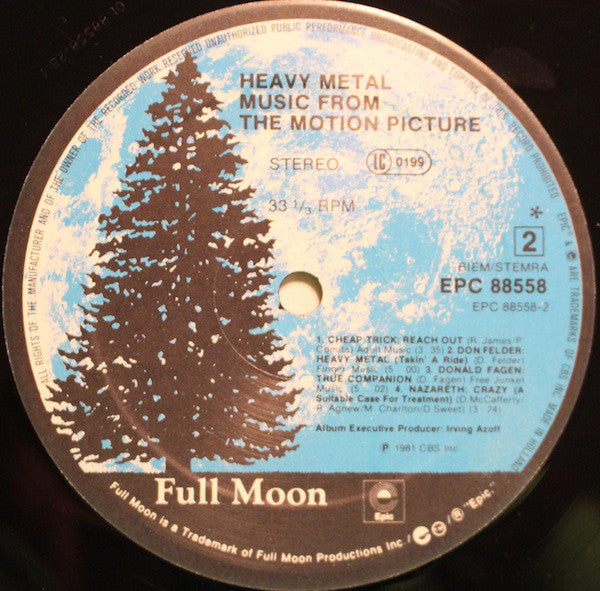 ALL RIGHTS OF THE MANUFACTURER AND OF THE OWNER OF THE RECORDED WORK RESERVED UNAUTHORIZED PUBLIC PERFORMANCE BROADCASTING AND COPYING OF THIS RECORD PROHIBITED EPIC & ARE TRADEMARKS OF CBS INC. MADE IN HOLLAND
HEAVY METAL
MUSIC FROM
THE MOTION PICTURE
STEREO LC 0199
33 1/3 RPM
*
2
BIEM/STEMRA
EPC 88558
EPC 88558-2
1. CHEAP TRICK: REACH OUT (R. James/P.
Comita) Adult Music (3 : 35) 2. DON FELDER:
HEAVY METAL (Takin' A Ride) (D. Felder)
Finger Music (5 : 00) 3. DONALD FAGEN:
TRUE COMPANION (D. Fagen) Free Junket
Music (5 : 02) 4. NAZARETH: CRAZY (A
Suitable Case For Treatment) (D. McCafferty-
P. Agnew/M. Charlton/D. Sweet) (3 : 24)
Album Executive Producer: Irving Azoff
℗ 1981 CBS Inc.
Full Moon
e
Epic
Full Moon is a Trademark of Full Moon Productions Inc./ "Epic."